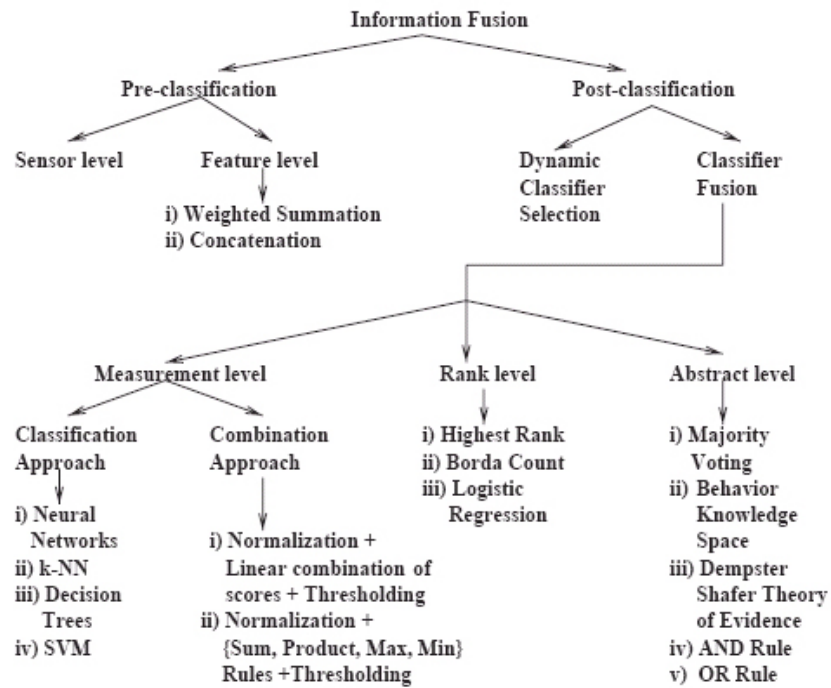 Information Fusion
Pre-classification
Post-classification
Sensor level
Feature level
i) Weighted Summation
ii) Concatenation
Dynamic
Classifier
Selection
Classifier
Fusion
Measurement level
Rank level
Abstract level
Classification
Approach
i) Neural
Networks
ii) k-NN
iii) Decision
Trees
iv) SVM
Combination
Approach
i) Normalization +
Linear combination of
scores + Thresholding
ii) Normalization +
{Sum, Product, Max, Min}
Rules +Thresholding
i) Highest Rank
ii) Borda Count
iii) Logistic
Regression
i) Majority
Voting
ii) Behavior
Knowledge
Space
iii) Dempster
Shafer Theory
of Evidence
iv) AND Rule
v) OR Rule